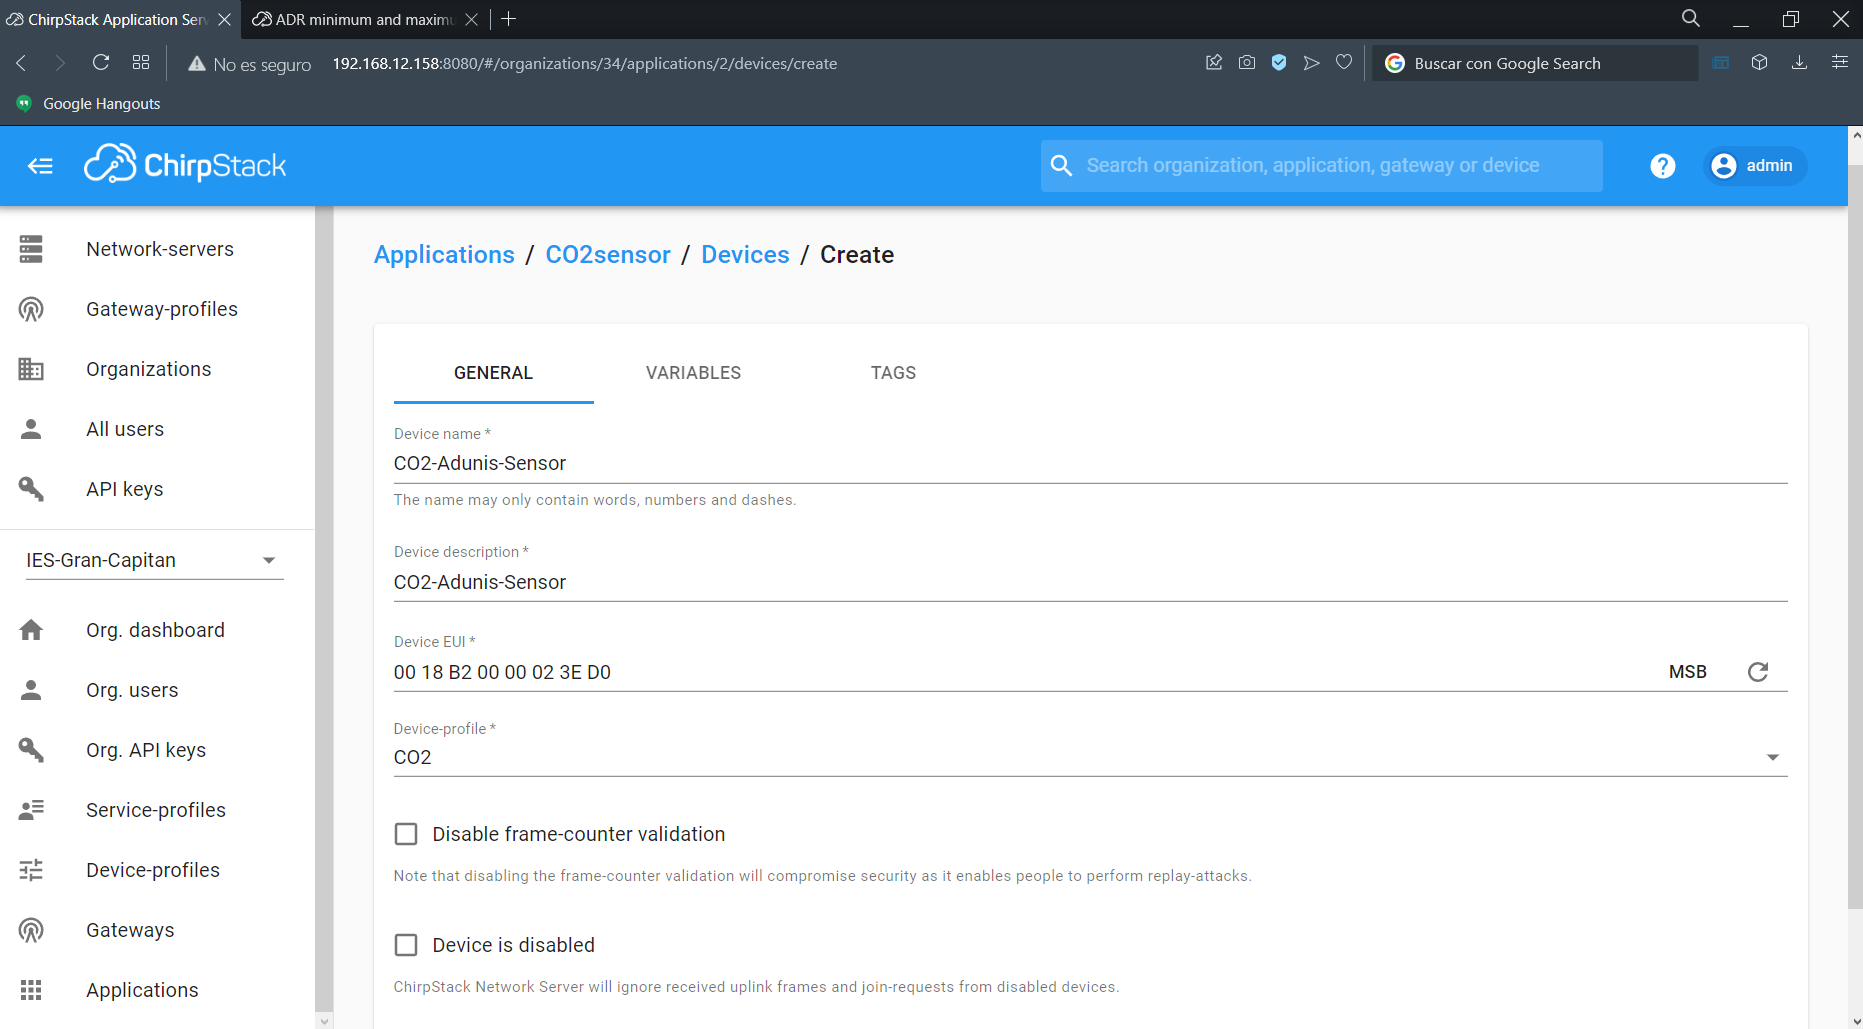 ChirpStack Application Serv
ADR minimum and maximu
No es seguro
192.168.12.158:8080/#/organizations/34/applications/2/devices/create
Buscar con Google Search
Google Hangouts
ChirpStack
Search organization, application, gateway or device
?
admin
Network-servers
Gateway-profiles
Organizations
All users
API keys
IES-Gran-Capitan
Org. dashboard
Org. users
Org. API keys
Service-profiles
Device-profiles
Gateways
Applications
Applications / CO2sensor / Devices / Create
GENERAL VARIABLES TAGS
Device name *
CO2-Adunis-Sensor
The name may only contain words, numbers and dashes.
Device description *
CO2-Adunis-Sensor
Device EUI *
00 18 B2 00 00 02 3E D0 MSB
Device-profile *
CO2
Disable frame-counter validation
Note that disabling the frame-counter validation will compromise security as it enables people to perform replay-attacks.
Device is disabled
ChirpStack Network Server will ignore received uplink frames and join-requests from disabled devices.